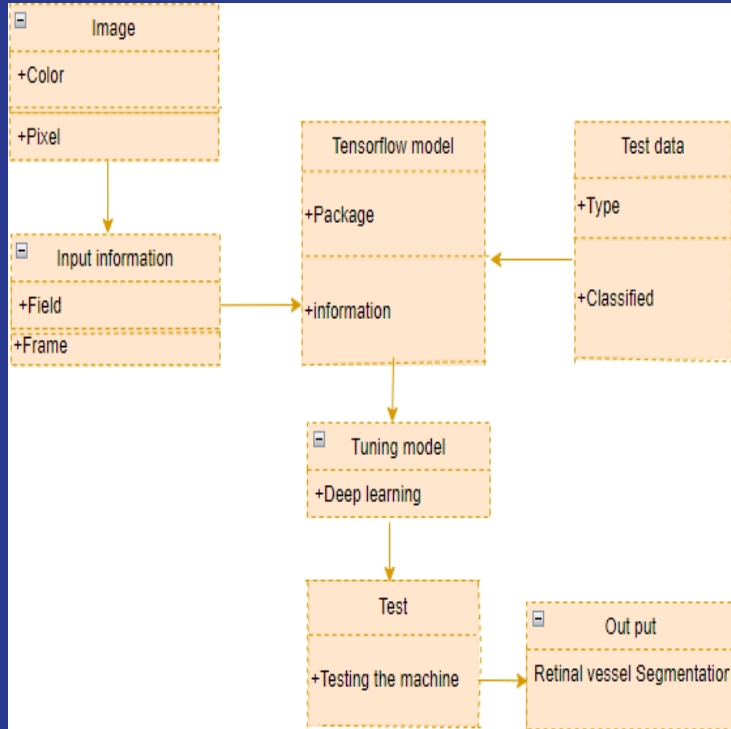 Image
+Color
+Pixel
Input information
+Field
+Frame
Tensorflow model
+Package
+information
Test data
+Type
+Classified
Tuning model
+Deep learning
Test
+Testing the machine
Out put
Retinal vessel Segmentation